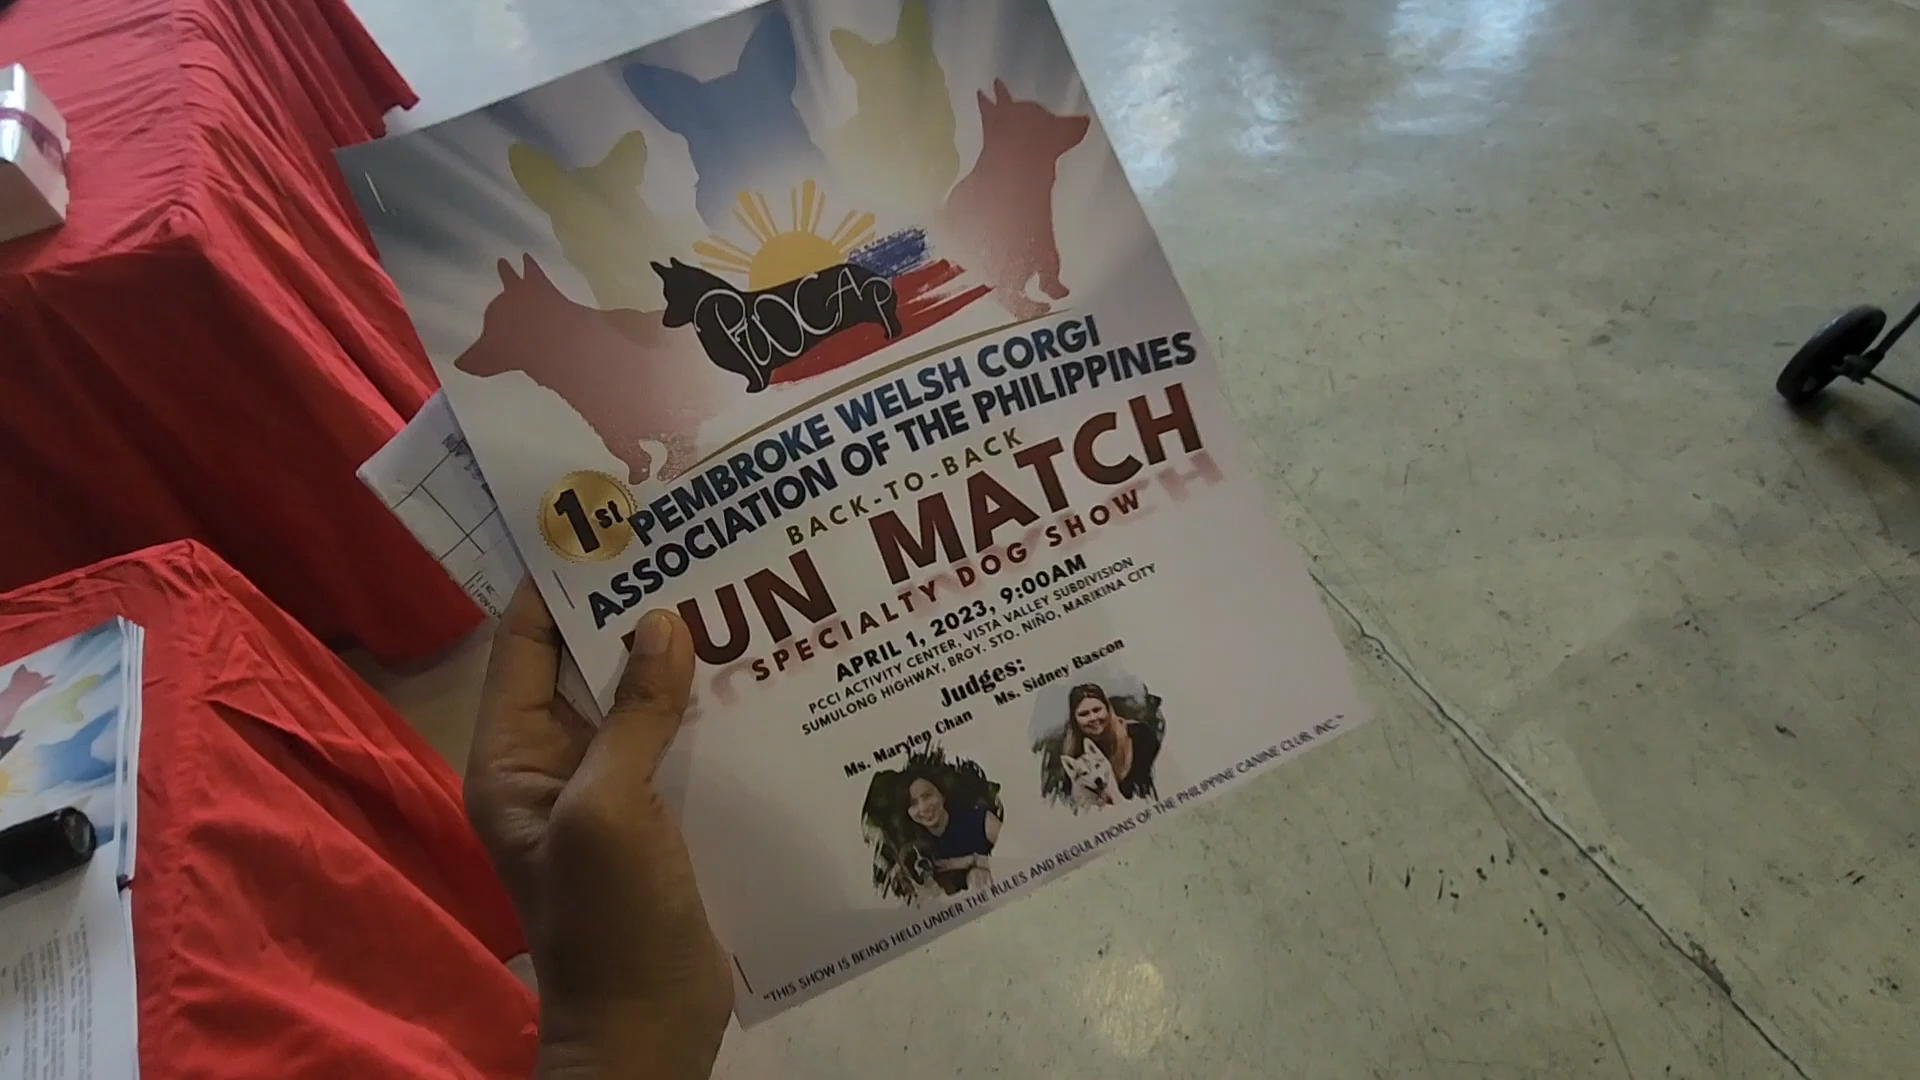 PWCAP
1st
PEMBROKE WELSH CORGI
ASSOCIATION OF THE PHILIPPINES
BACK-TO-BACK
UN MATCH
SPECIALTY DOG SHOW
APRIL 1, 2023, 9:00AM
PCCI ACTIVITY CENTER, VISTA VALLEY SUBDIVISION
SUMULONG HIGHWAY, BRGY. STO. NIÑO, MARIKINA CITY
Judges:
Ms. Marylen Chan
Ms. Sidney Bascon
"THIS SHOW IS BEING HELD UNDER THE RULES AND REGULATIONS OF THE PHILIPPINE CANINE CLUB, INC."